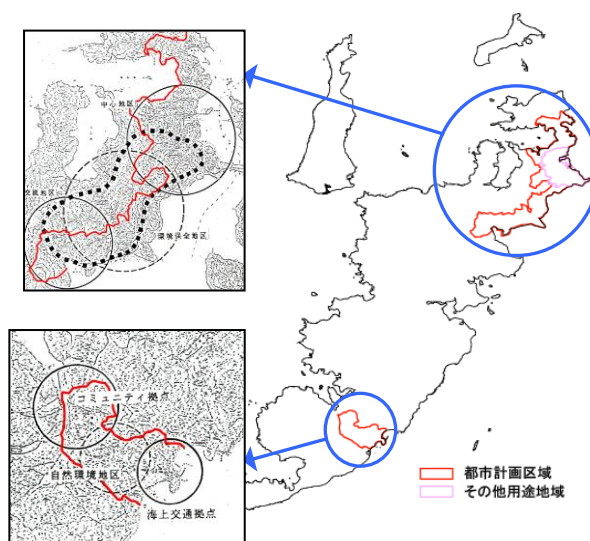 中心地区
交流地区
環境保全地区
コミュニティ拠点
自然環境地区
海上交通拠点
都市計画区域
その他用途地域